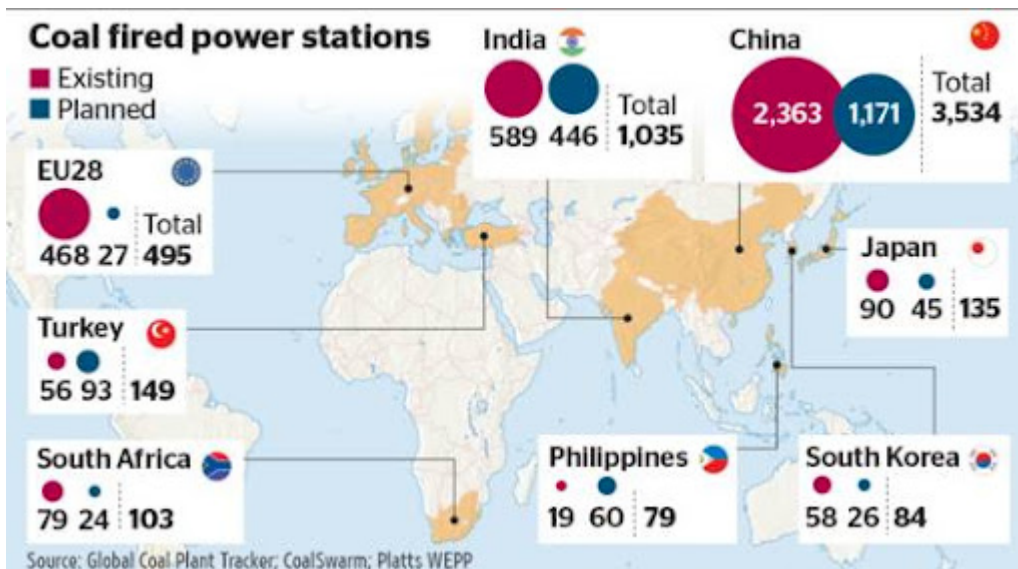 Coal fired power stations
Existing
Planned
India
589 446
Total
1,035
China
2,363 1,171
Total
3,534
EU28
468 27
Total
495
Japan
90 45 135
Turkey
56 93 149
South Africa
79 24 103
Philippines
19 60 79
South Korea
58 26 84
Source: Global Coal Plant Tracker; CoalSwarm; Platts WEPP